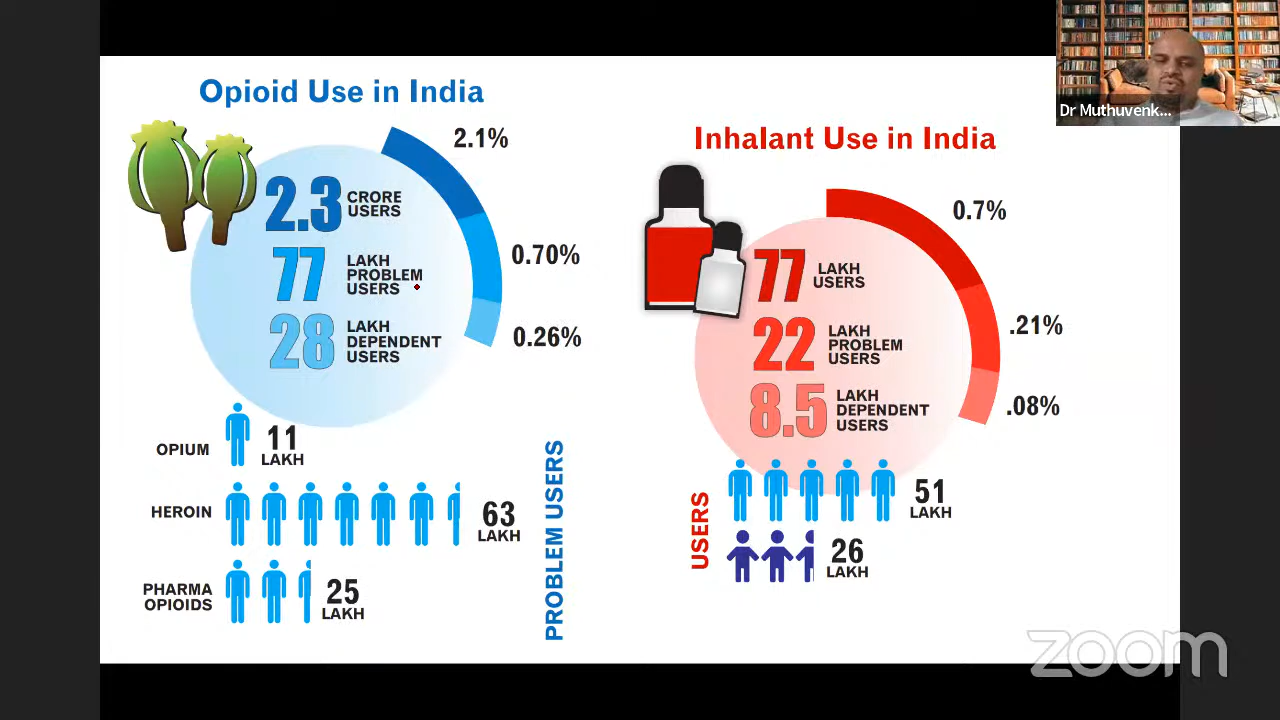 Opioid Use in India
2.1%
2.3 CRORE
USERS
0.70%
77 LAKH
PROBLEM
USERS
0.26%
28 LAKH
DEPENDENT
USERS
OPIUM
11
LAKH
HEROIN
63
LAKH
PHARMA
OPIOIDS
25
LAKH
PROBLEM USERS
Inhalant Use in India
0.7%
77 LAKH
USERS
.21%
22 LAKH
PROBLEM
USERS
.08%
8.5 LAKH
DEPENDENT
USERS
USERS
51
LAKH
26
LAKH
Dr Muthuvenk...
zoom